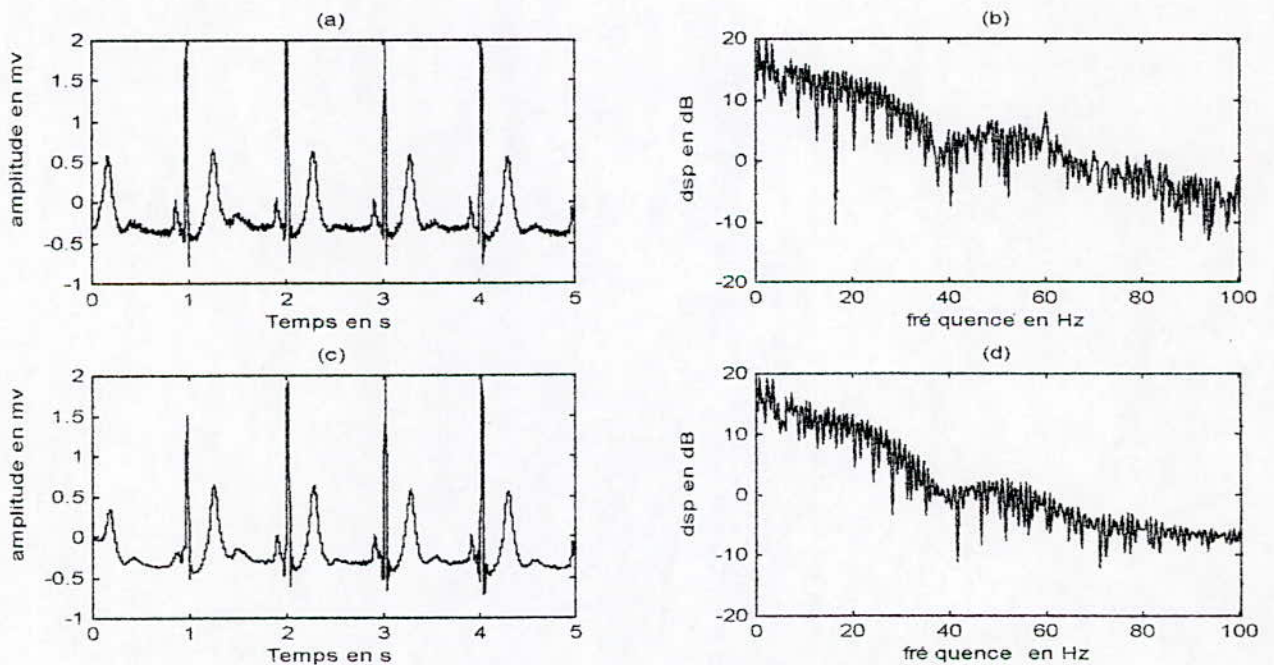 (a)
amplitude en mv
2
1.5
1
0.5
0
-0.5
-1
0 1 2 3 4 5
Temps en s
(b)
dsp en dB
20
10
0
-10
-20
0 20 40 60 80 100
fré quence en Hz
(c)
amplitude en mv
2
1.5
1
0.5
0
-0.5
-1
0 1 2 3 4 5
Temps en s
(d)
dsp en dB
20
10
0
-10
-20
0 20 40 60 80 100
fré quence en Hz